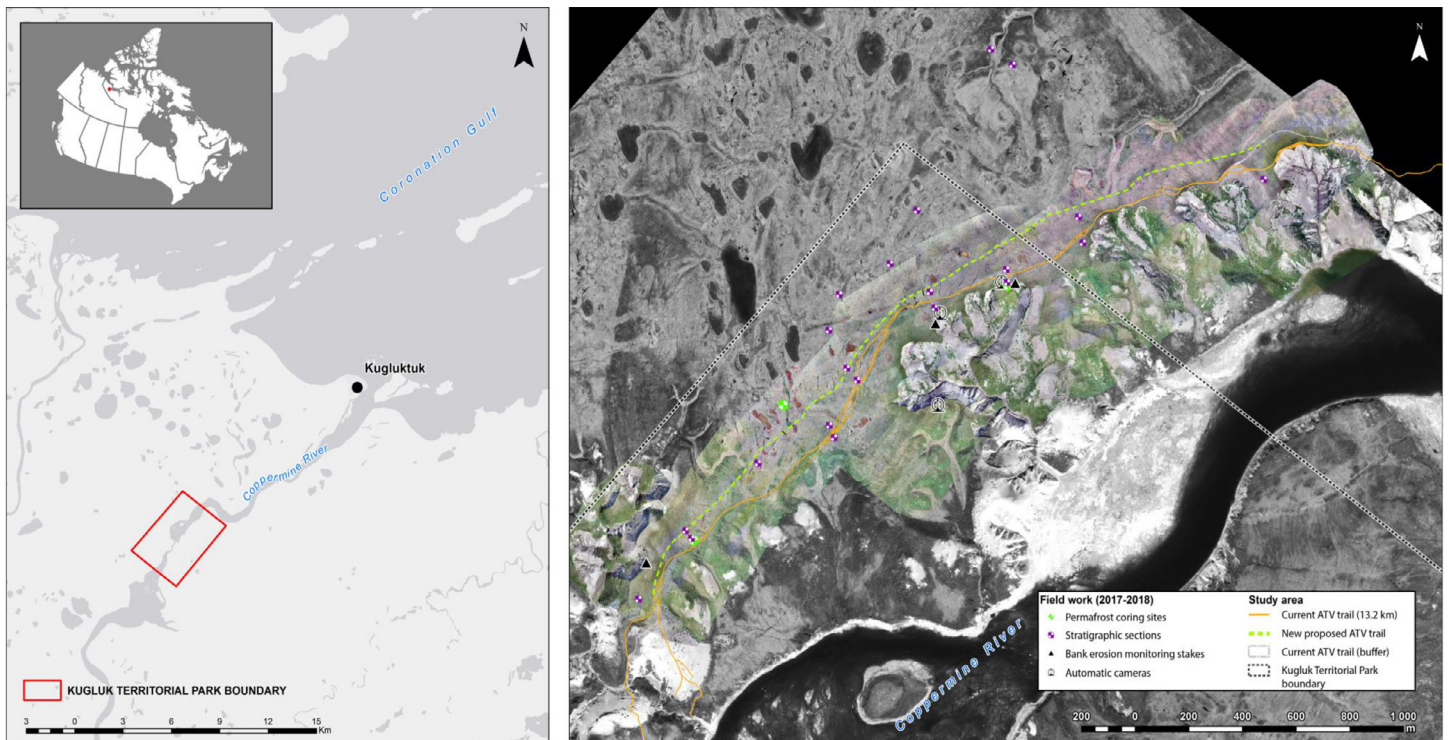 N
Coronation Gulf
Kugluktuk
Coppermine River
KUGLUK TERRITORIAL PARK BOUNDARY
3 0 3 6 9 12 15
Km
N
Coppermine River
Field work (2017-2018)
Permafrost coring sites
Stratigraphic sections
Bank erosion monitoring stakes
Automatic cameras
Study area
Current ATV trail (13.2 km)
New proposed ATV trail
Current ATV trail (buffer)
Kugluk Territorial Park
boundary
200 0 200 400 600 800 1 000
m